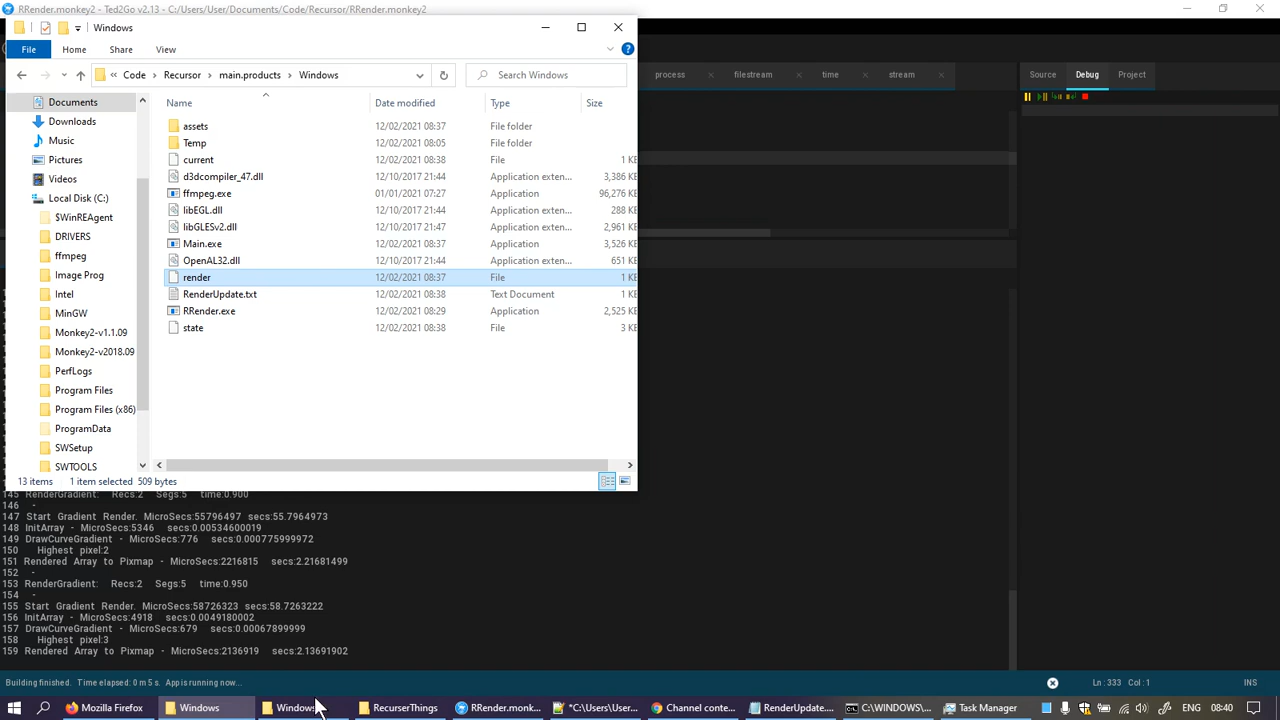 RRender.monkey2 - Ted2Go v2.13 - C:/Users/User/Documents/Code/Recursor/RRender.monkey2
Windows
File Home Share View
Code Recursor main.products Windows
Search Windows
process filestream time stream
Source Debug Project
Name Date modified Type Size
Documents
Downloads
Music
Pictures
Videos
Local Disk (C:)
$WinREAgent
DRIVERS
ffmpeg
Image Prog
Intel
MinGW
Monkey2-v1.1.09
Monkey2-v2018.09
PerfLogs
Program Files
Program Files (x86)
ProgramData
SWSetup
SWTOOLS
assets 12/02/2021 08:37 File folder
Temp 12/02/2021 08:05 File folder
current 12/02/2021 08:38 File 1 KB
d3dcompiler_47.dll 12/10/2017 21:44 Application exten... 3,386 KB
ffmpeg.exe 01/01/2021 07:27 Application 96,276 KB
libEGL.dll 12/10/2017 21:44 Application exten... 288 KB
libGLESv2.dll 12/10/2017 21:47 Application exten... 2,961 KB
Main.exe 12/02/2021 08:37 Application 3,526 KB
OpenAL32.dll 12/10/2017 21:44 Application exten... 651 KB
render 12/02/2021 08:37 File 1 KB
RenderUpdate.txt 12/02/2021 08:38 Text Document 1 KB
RRender.exe 12/02/2021 08:29 Application 2,525 KB
state 12/02/2021 08:38 File 3 KB
13 items 1 item selected 509 bytes
145 RenderGradient: Recs:2 Segs:5 time:0.900
146 -
147 Start Gradient Render. MicroSecs:55796497 secs:55.7964973
148 InitArray - MicroSecs:5346 secs:0.00534600019
149 DrawCurveGradient - MicroSecs:776 secs:0.000775999972
150 Highest pixel:2
151 Rendered Array to Pixmap - MicroSecs:2216815 secs:2.21681499
152 -
153 RenderGradient: Recs:2 Segs:5 time:0.950
154 -
155 Start Gradient Render. MicroSecs:58726323 secs:58.7263222
156 InitArray - MicroSecs:4918 secs:0.0049180002
157 DrawCurveGradient - MicroSecs:679 secs:0.00067899999
158 Highest pixel:3
159 Rendered Array to Pixmap - MicroSecs:2136919 secs:2.13691902
Building finished. Time elapsed: 0 m 5 s. App is running now...
Ln : 333 Col : 1 INS
Mozilla Firefox Windows Windows RecurserThings RRender.monk... *C:\Users\User... Channel conte... RenderUpdate.... C:\WINDOWS\... Task Manager 08:40